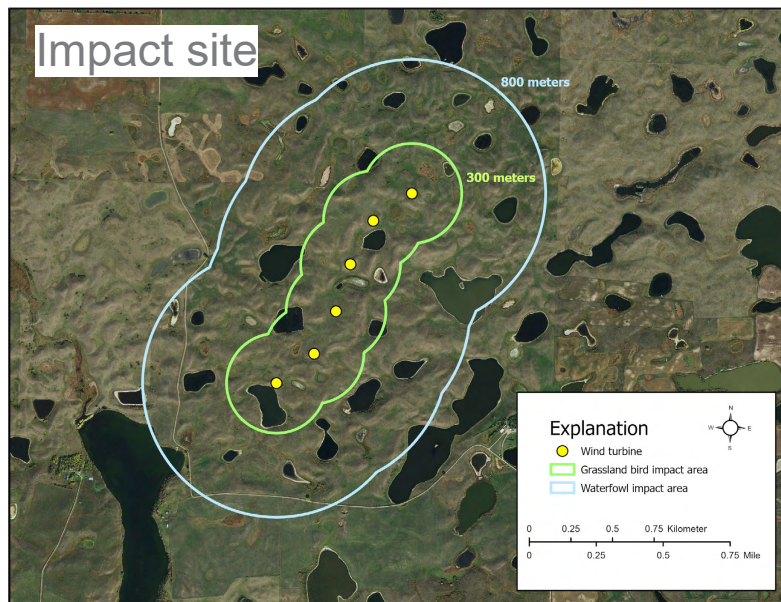 Impact site
800 meters
300 meters
Explanation
Wind turbine
Grassland bird impact area
Waterfowl impact area
N
W E
S
0 0.25 0.5 0.75 Kilometer
0 0.25 0.5 0.75 Mile